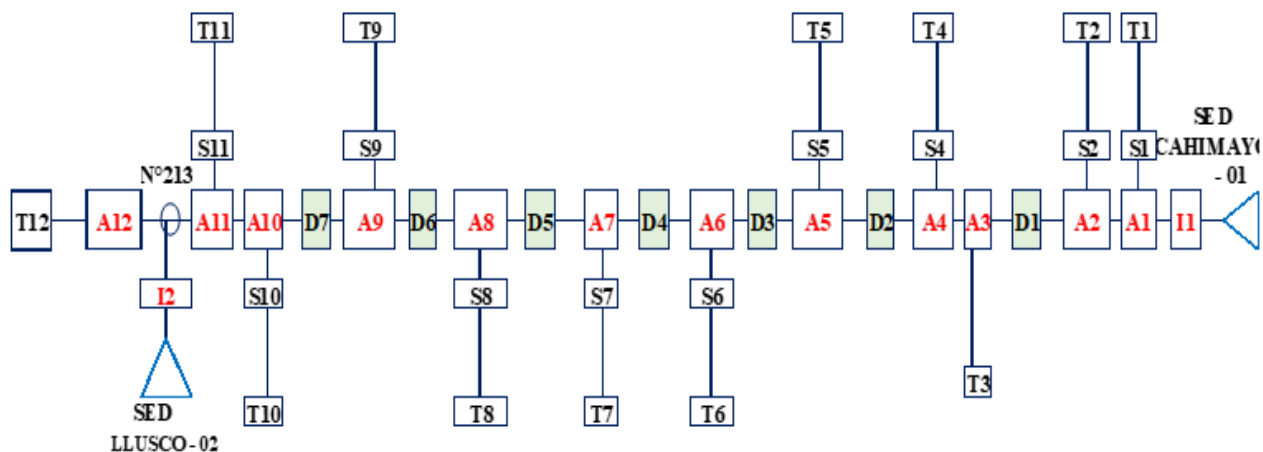 T11 T9 T5 T4 T2 T1
SED
CAHIMAYO
- 01
S11 S9 S5 S4 S2 S1
N°213
T12 A12 A11 A10 D7 A9 D6 A8 D5 A7 D4 A6 D3 A5 D2 A4 A3 D1 A2 A1 I1
I2 S10 S8 S7 S6
T3
SED
LLUSCO - 02
T10 T8 T7 T6